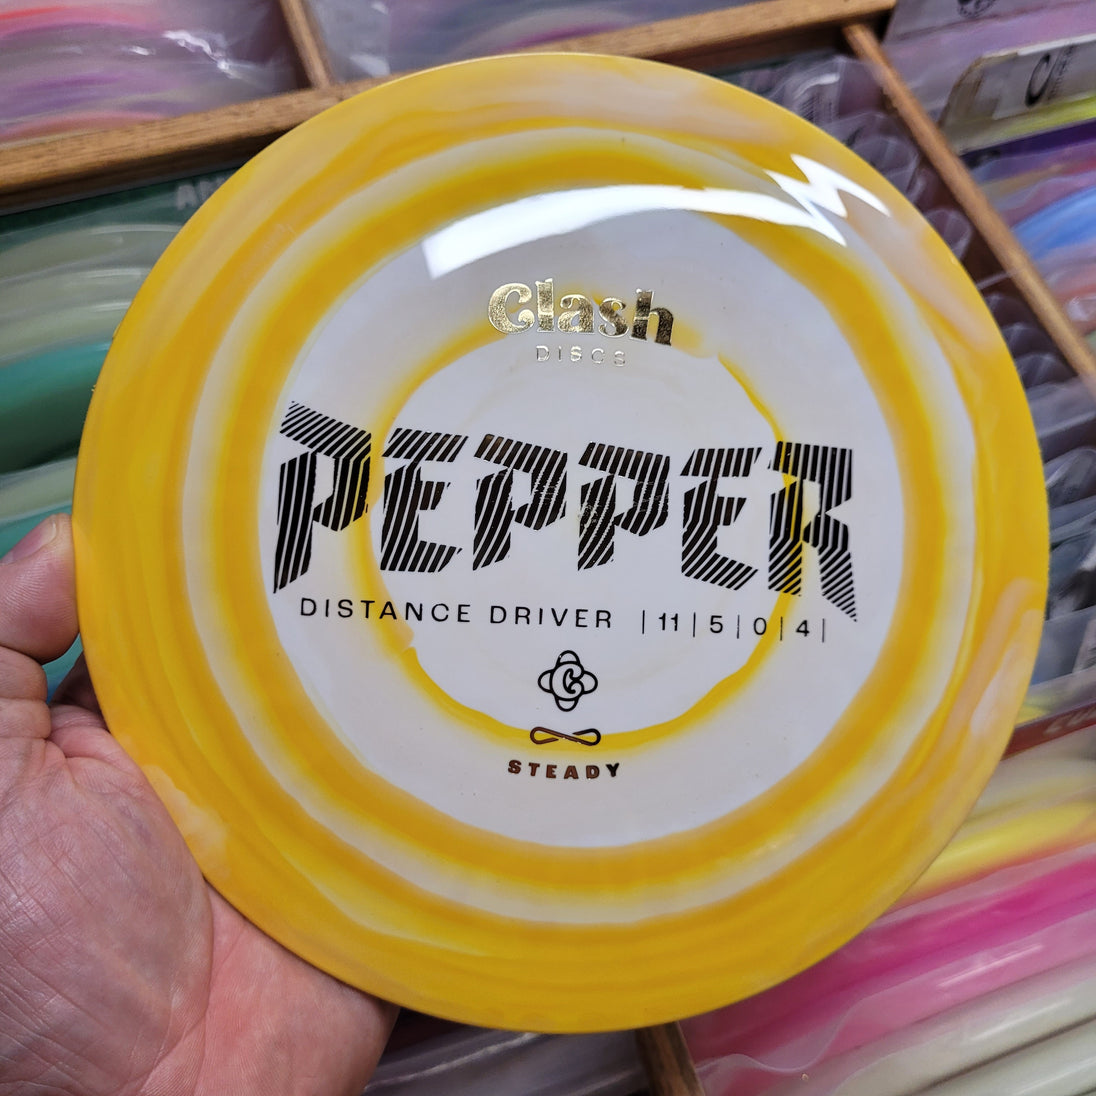 Clash
DISCS
PEPPER
DISTANCE DRIVER | 11 | 5 | 0 | 4 |
C
STEADY